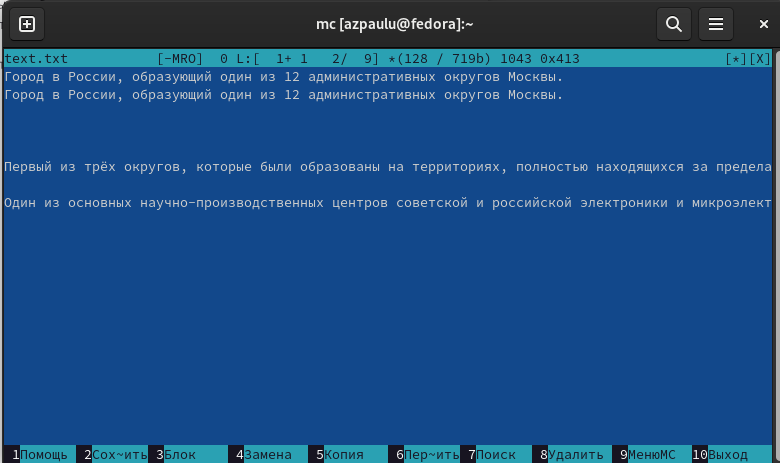 mc [azpaulu@fedora]:~
text.txt [-MRO] 0 L:[ 1+ 1 2/ 9] *(128 / 719b) 1043 0x413 [*][X]
Город в России, образующий один из 12 административных округов Москвы.
Город в России, образующий один из 12 административных округов Москвы.
Первый из трёх округов, которые были образованы на территориях, полностью находящихся за предела
Один из основных научно-производственных центров советской и российской электроники и микроэлект
1Помощь 2Сох~ить 3Блок 4Замена 5Копия 6Пер~ить 7Поиск 8Удалить 9МенюMC 10Выход